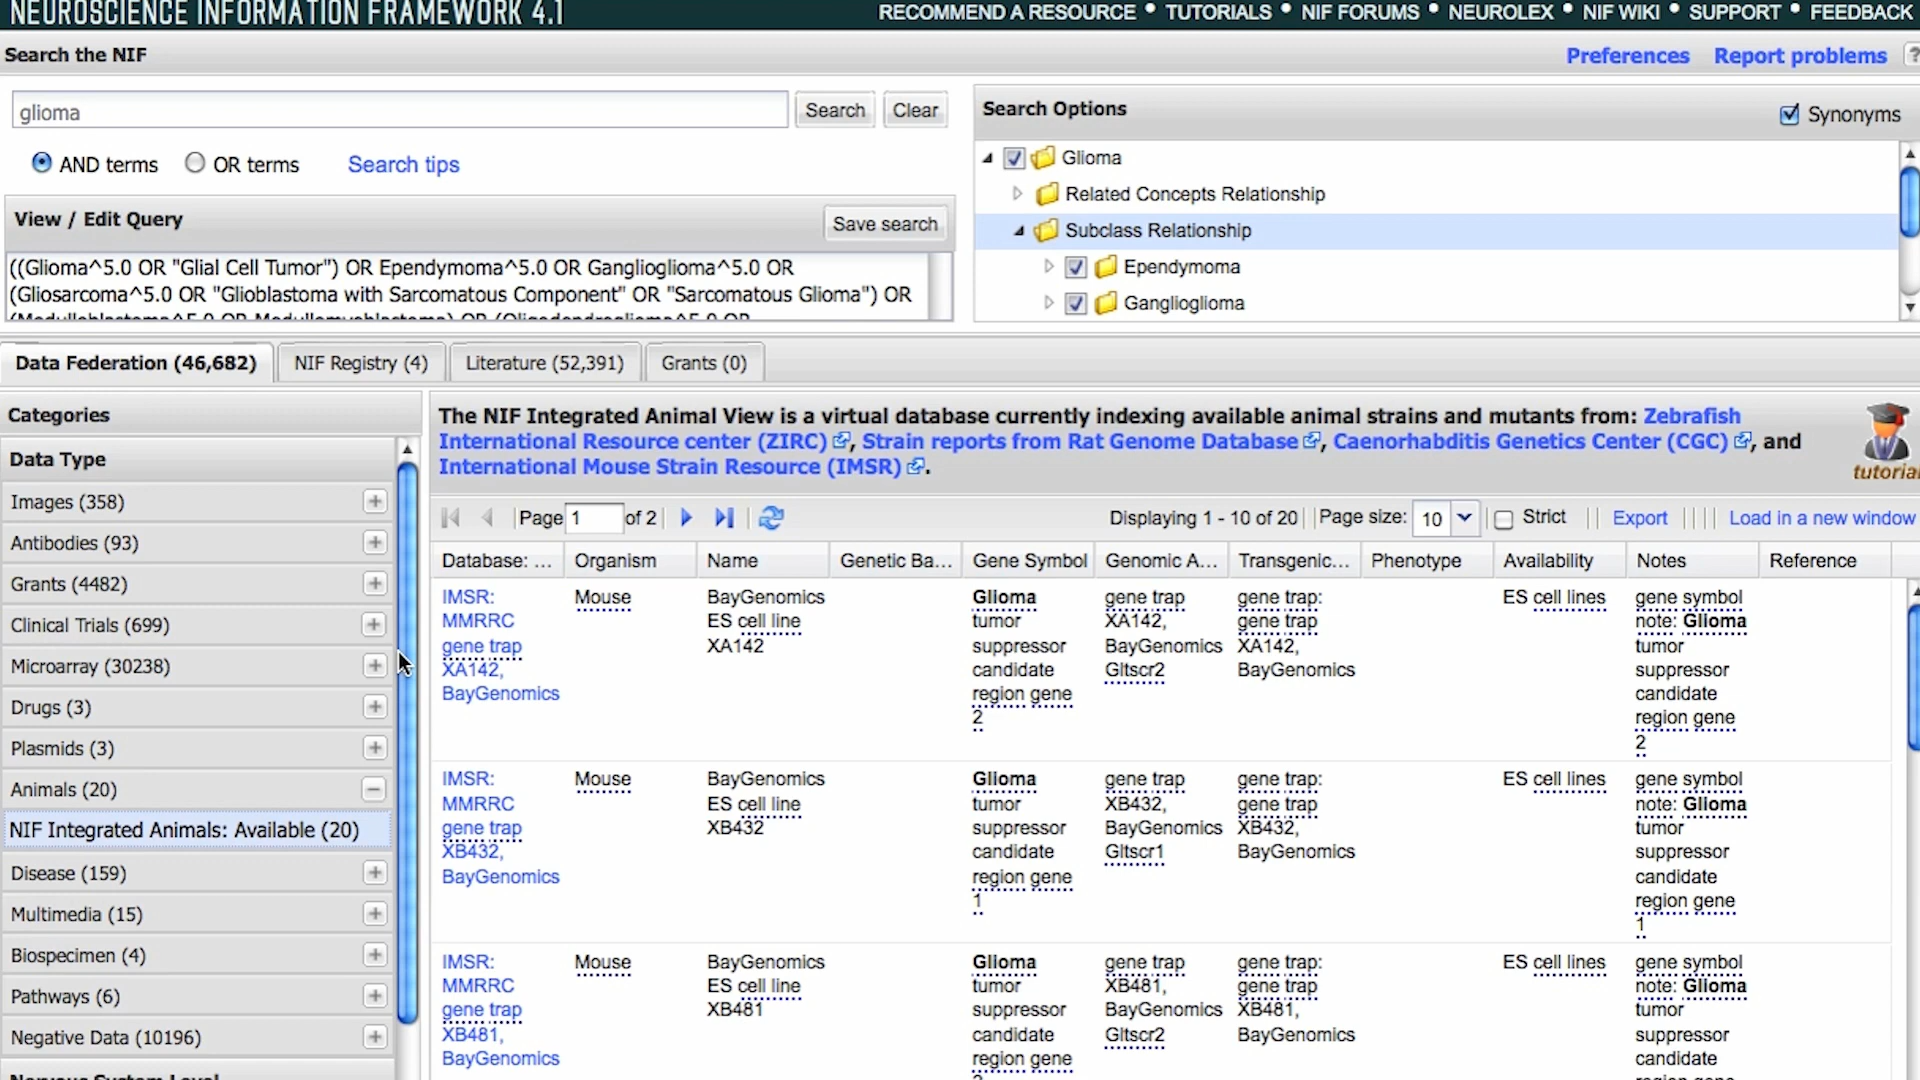 NEUROSCIENCE INFORMATION FRAMEWORK 4.1
RECOMMEND A RESOURCE • TUTORIALS • NIF FORUMS • NEUROLEX • NIF WIKI • SUPPORT • FEEDBACK
Search the NIF
Preferences Report problems ?
glioma
Search Clear
AND terms OR terms Search tips
View / Edit Query
Save search
((Glioma^5.0 OR "Glial Cell Tumor") OR Ependymoma^5.0 OR Ganglioglioma^5.0 OR
(Gliosarcoma^5.0 OR "Glioblastoma with Sarcomatous Component" OR "Sarcomatous Glioma") OR
(Medulloblastoma^5.0 OR Medullomyoblastoma) OR (Oligodendroglioma^5.0 OR
Search Options
Synonyms
Glioma
Related Concepts Relationship
Subclass Relationship
Ependymoma
Ganglioglioma
Data Federation (46,682) NIF Registry (4) Literature (52,391) Grants (0)
Categories
Data Type
Images (358)
Antibodies (93)
Grants (4482)
Clinical Trials (699)
Microarray (30238)
Drugs (3)
Plasmids (3)
Animals (20)
NIF Integrated Animals: Available (20)
Disease (159)
Multimedia (15)
Biospecimen (4)
Pathways (6)
Negative Data (10196)
Nervous System Level
The NIF Integrated Animal View is a virtual database currently indexing available animal strains and mutants from: Zebrafish
International Resource center (ZIRC), Strain reports from Rat Genome Database, Caenorhabditis Genetics Center (CGC), and
International Mouse Strain Resource (IMSR).
tutorial
Page 1 of 2
Displaying 1 - 10 of 20 Page size: 10 Strict Export Load in a new window
Database: ... Organism Name Genetic Ba... Gene Symbol Genomic A... Transgenic... Phenotype Availability Notes Reference
IMSR: Mouse BayGenomics Glioma gene trap gene trap: ES cell lines gene symbol
MMRRC ES cell line tumor XA142, gene trap note: Glioma
gene trap XA142 suppressor BayGenomics XA142, tumor
XA142, candidate Gltscr2 BayGenomics suppressor
BayGenomics region gene candidate
2 region gene
2
IMSR: Mouse BayGenomics Glioma gene trap gene trap: ES cell lines gene symbol
MMRRC ES cell line tumor XB432, gene trap note: Glioma
gene trap XB432 suppressor BayGenomics XB432, tumor
XB432, candidate Gltscr1 BayGenomics suppressor
BayGenomics region gene candidate
1 region gene
1
IMSR: Mouse BayGenomics Glioma gene trap gene trap: ES cell lines gene symbol
MMRRC ES cell line tumor XB481, gene trap note: Glioma
gene trap XB481 suppressor BayGenomics XB481, tumor
XB481, candidate Gltscr2 BayGenomics suppressor
BayGenomics region gene candidate
2 region gene